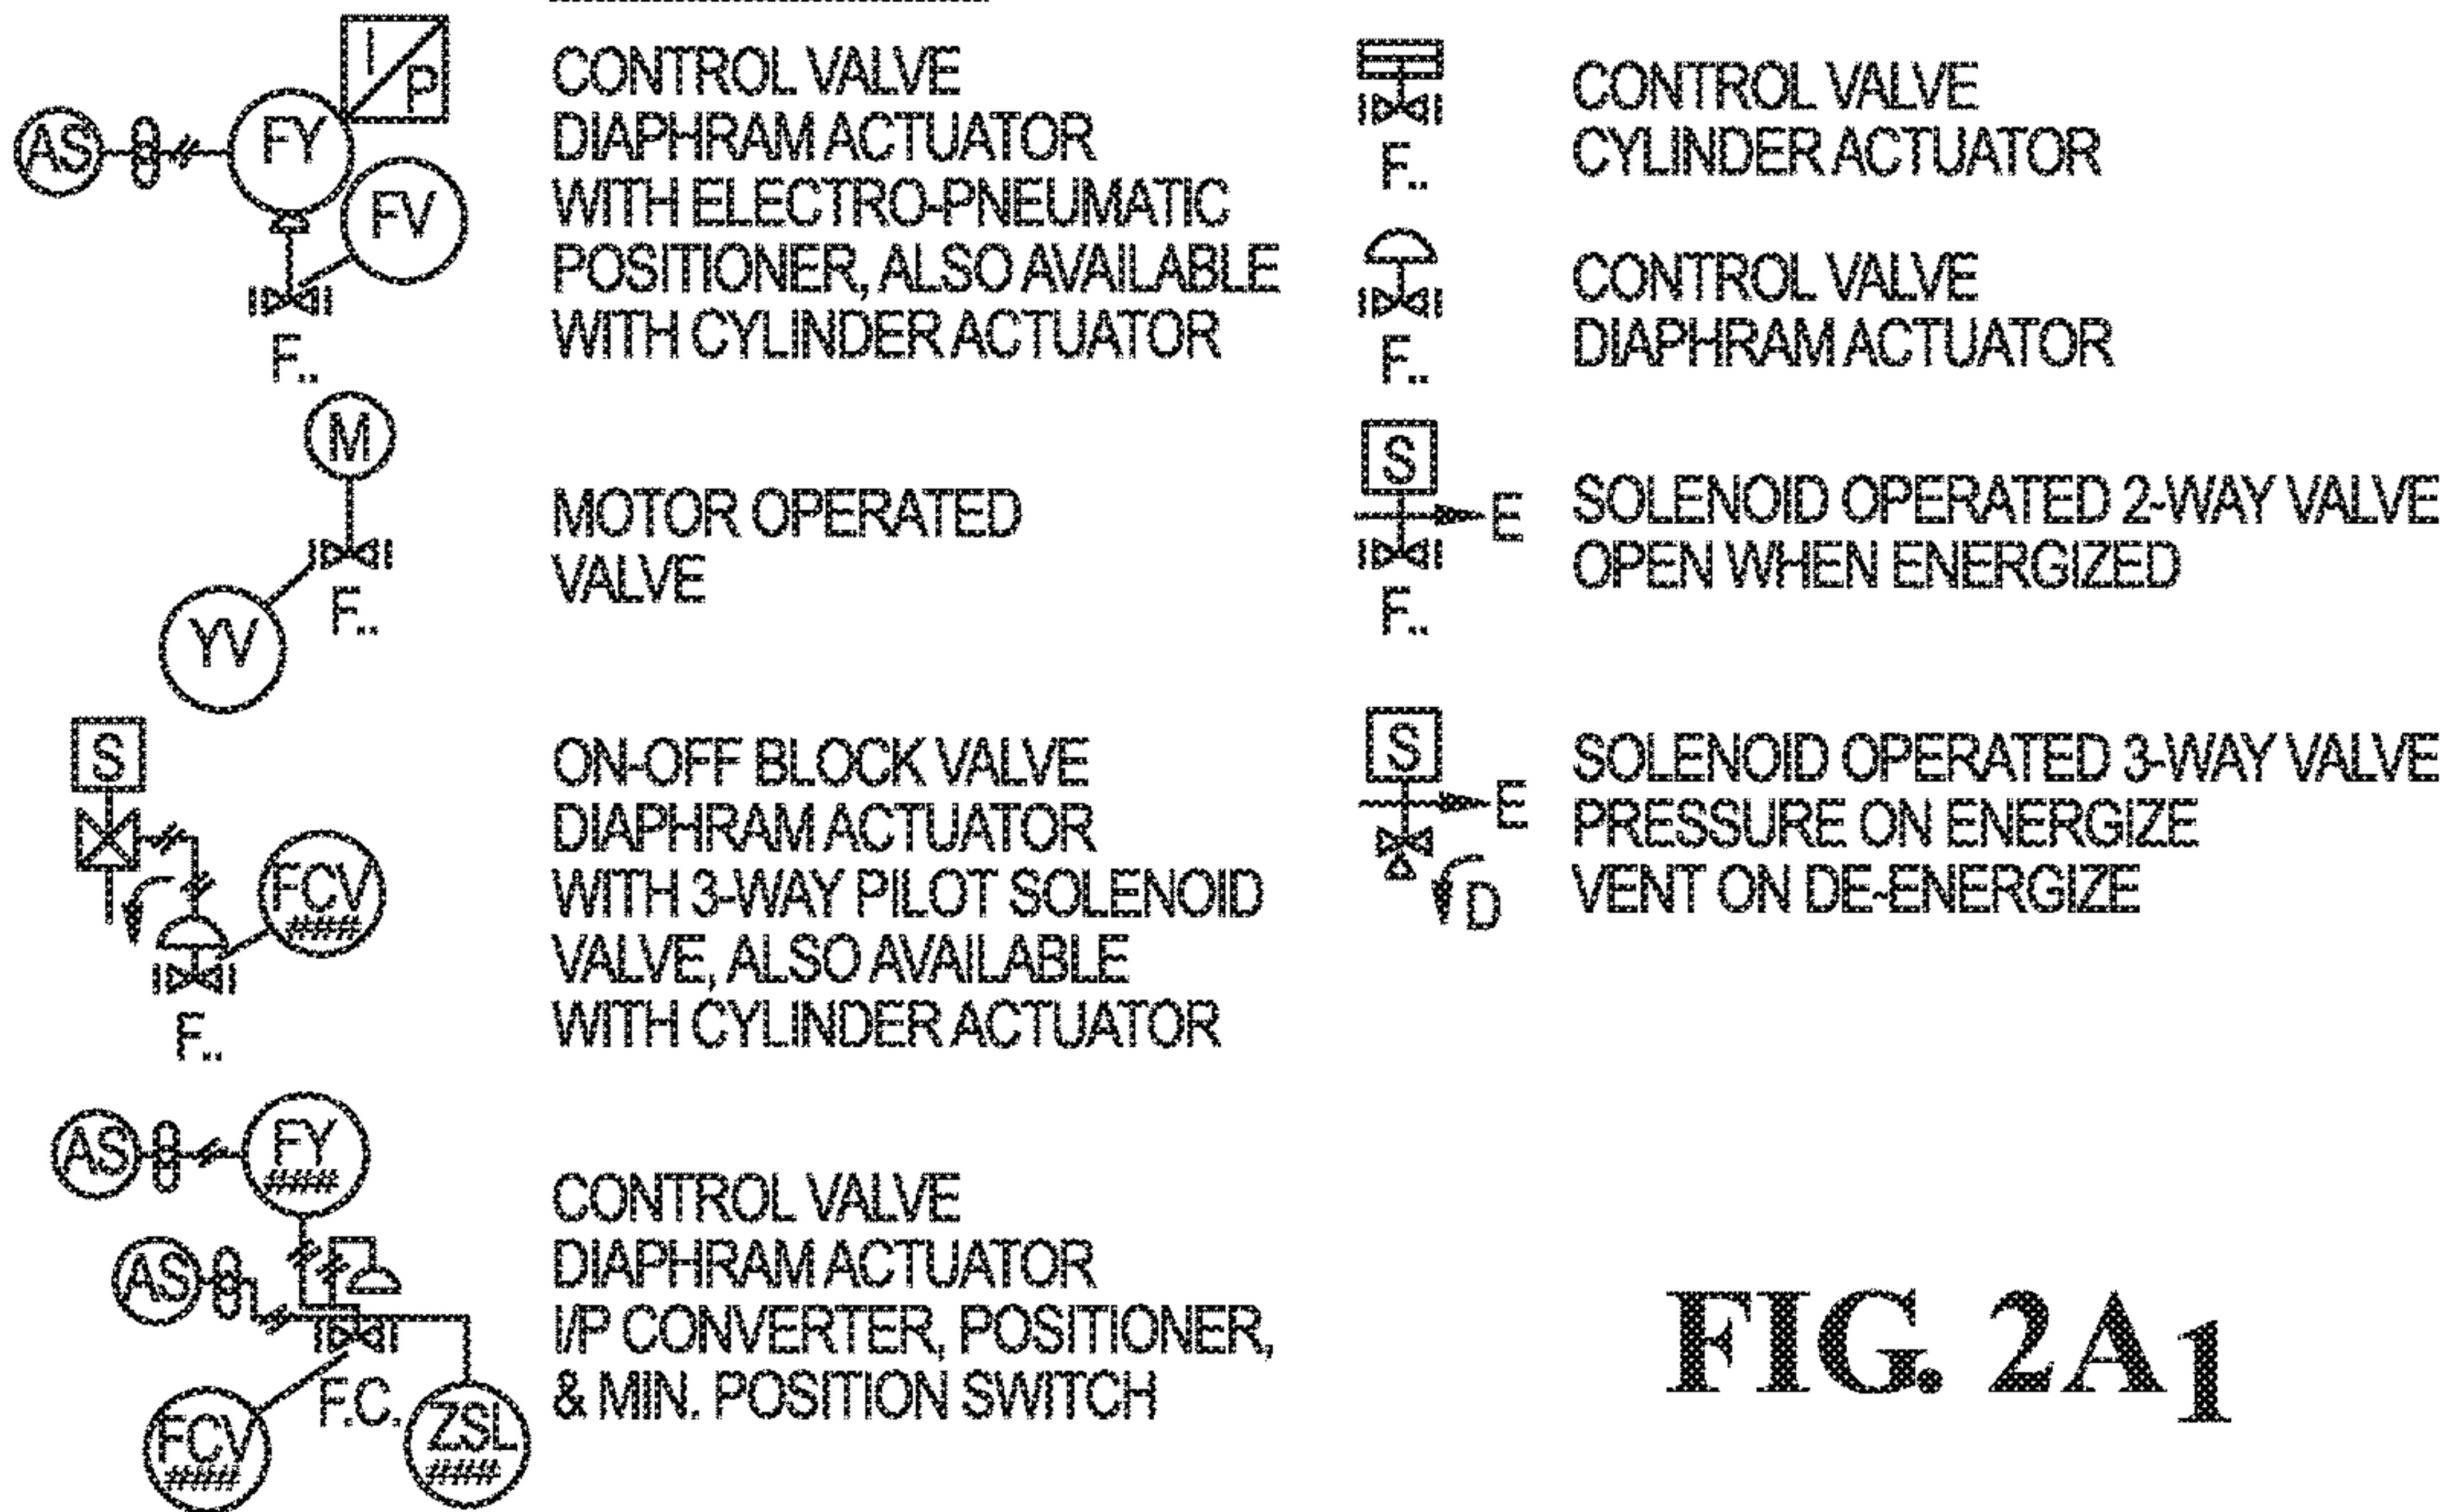 I/P
AS
FY
FV
F..
CONTROL VALVE
DIAPHRAM ACTUATOR
WITH ELECTRO-PNEUMATIC
POSITIONER, ALSO AVAILABLE
WITH CYLINDER ACTUATOR
M
YV
F..
MOTOR OPERATED
VALVE
S
FCV
####
F..
ON-OFF BLOCK VALVE
DIAPHRAM ACTUATOR
WITH 3-WAY PILOT SOLENOID
VALVE, ALSO AVAILABLE
WITH CYLINDER ACTUATOR
AS
FY
####
AS
F.C.
FCV
####
ZSL
####
CONTROL VALVE
DIAPHRAM ACTUATOR
I/P CONVERTER, POSITIONER,
& MIN. POSITION SWITCH
F..
CONTROL VALVE
CYLINDER ACTUATOR
F..
CONTROL VALVE
DIAPHRAM ACTUATOR
S
E
F..
SOLENOID OPERATED 2-WAY VALVE
OPEN WHEN ENERGIZED
S
E
D
SOLENOID OPERATED 3-WAY VALVE
PRESSURE ON ENERGIZE
VENT ON DE-ENERGIZE
FIG. 2A1